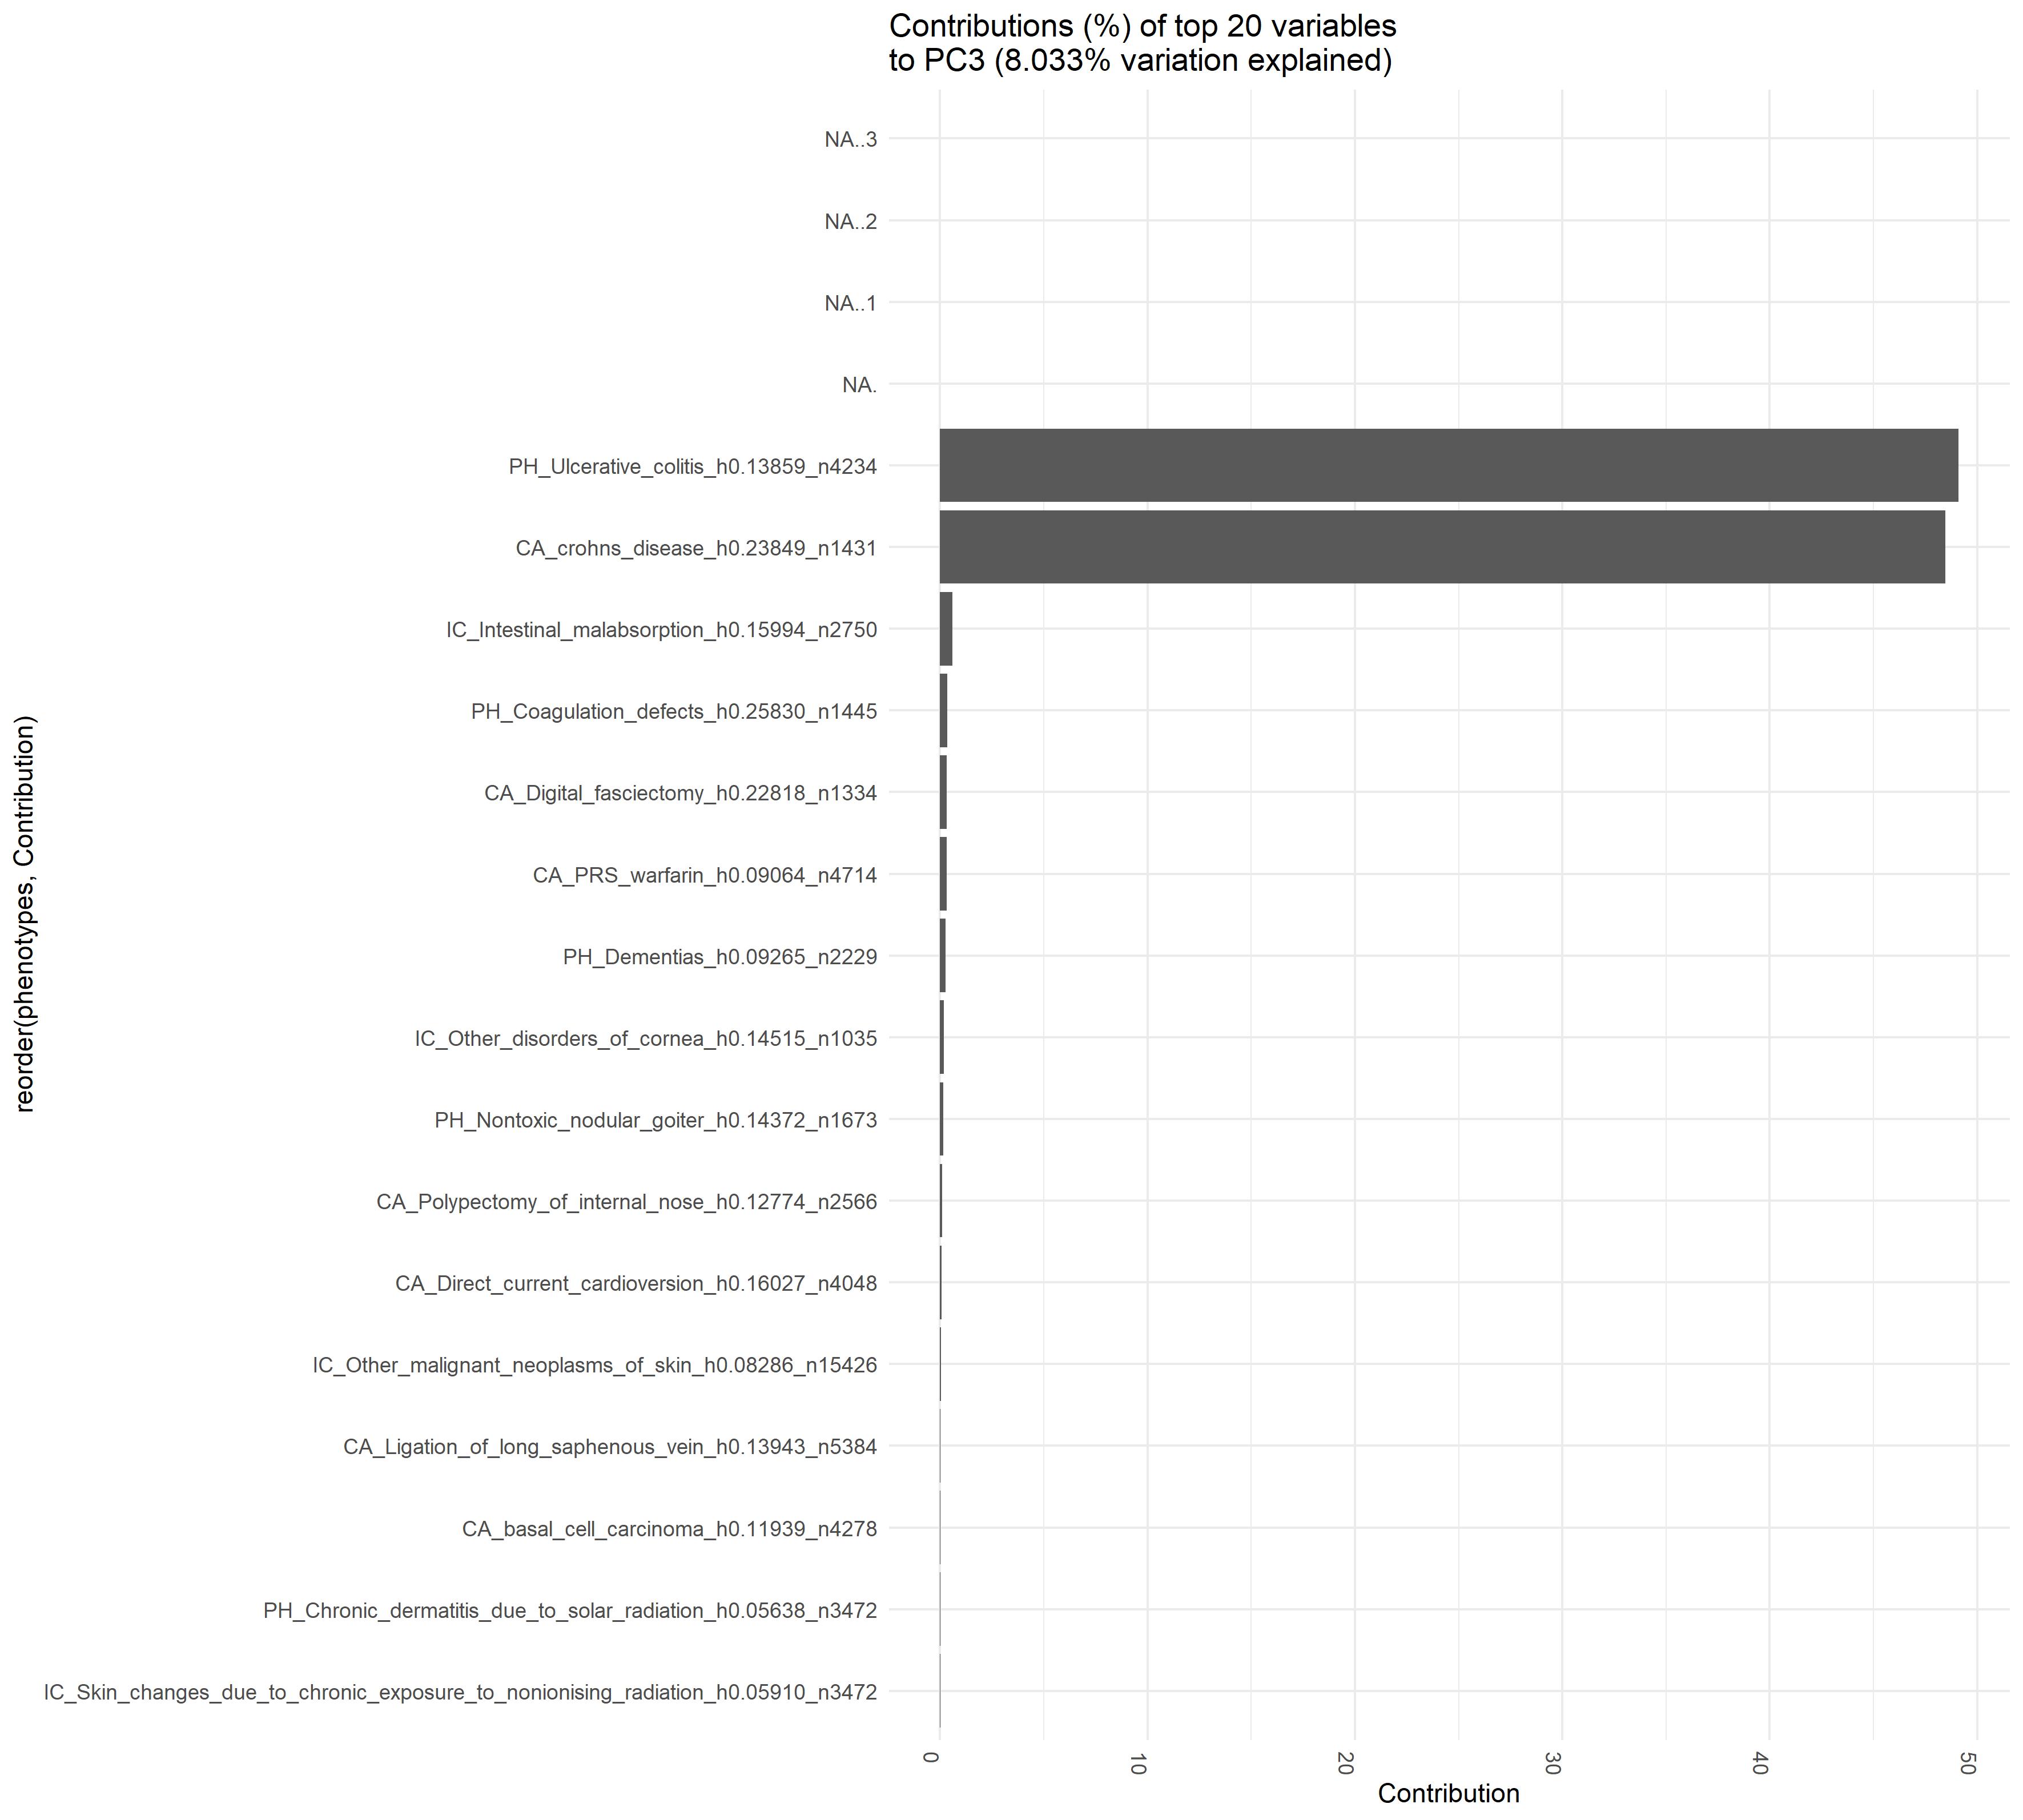 Contributions (%) of top 20 variables
to PC3 (8.033% variation explained)
NA..3
NA..2
NA..1
NA.
PH_Ulcerative_colitis_h0.13859_n4234
CA_crohns_disease_h0.23849_n1431
IC_Intestinal_malabsorption_h0.15994_n2750
PH_Coagulation_defects_h0.25830_n1445
CA_Digital_fasciectomy_h0.22818_n1334
CA_PRS_warfarin_h0.09064_n4714
PH_Dementias_h0.09265_n2229
IC_Other_disorders_of_cornea_h0.14515_n1035
PH_Nontoxic_nodular_goiter_h0.14372_n1673
CA_Polypectomy_of_internal_nose_h0.12774_n2566
CA_Direct_current_cardioversion_h0.16027_n4048
IC_Other_malignant_neoplasms_of_skin_h0.08286_n15426
CA_Ligation_of_long_saphenous_vein_h0.13943_n5384
CA_basal_cell_carcinoma_h0.11939_n4278
PH_Chronic_dermatitis_due_to_solar_radiation_h0.05638_n3472
IC_Skin_changes_due_to_chronic_exposure_to_nonionising_radiation_h0.05910_n3472
reorder(phenotypes, Contribution)
0
10
20
30
40
50
Contribution